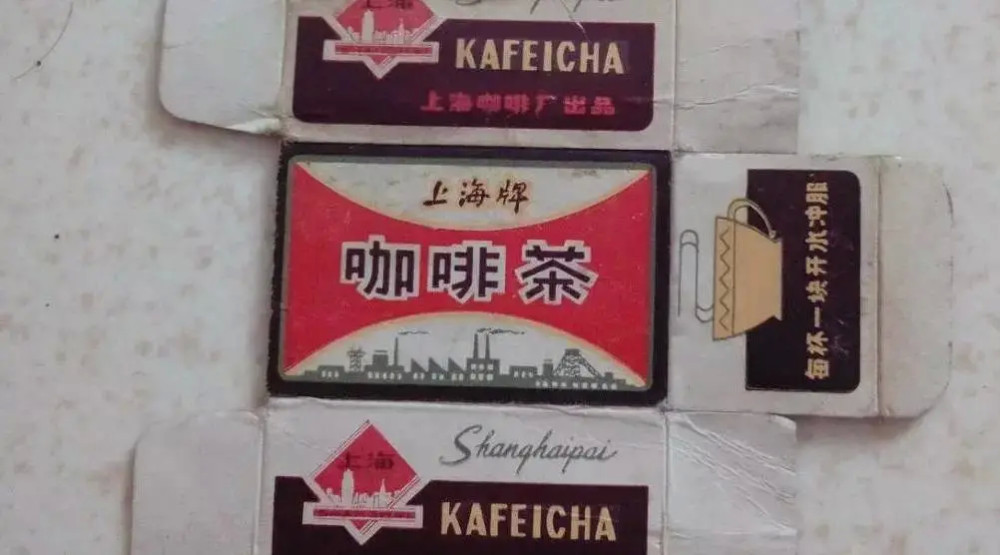 上海
Shanghaipai
KAFEICHA
上海咖啡厂出品
上海牌
咖啡茶
每杯一块开水冲服
上海
Shanghaipai
KAFEICHA